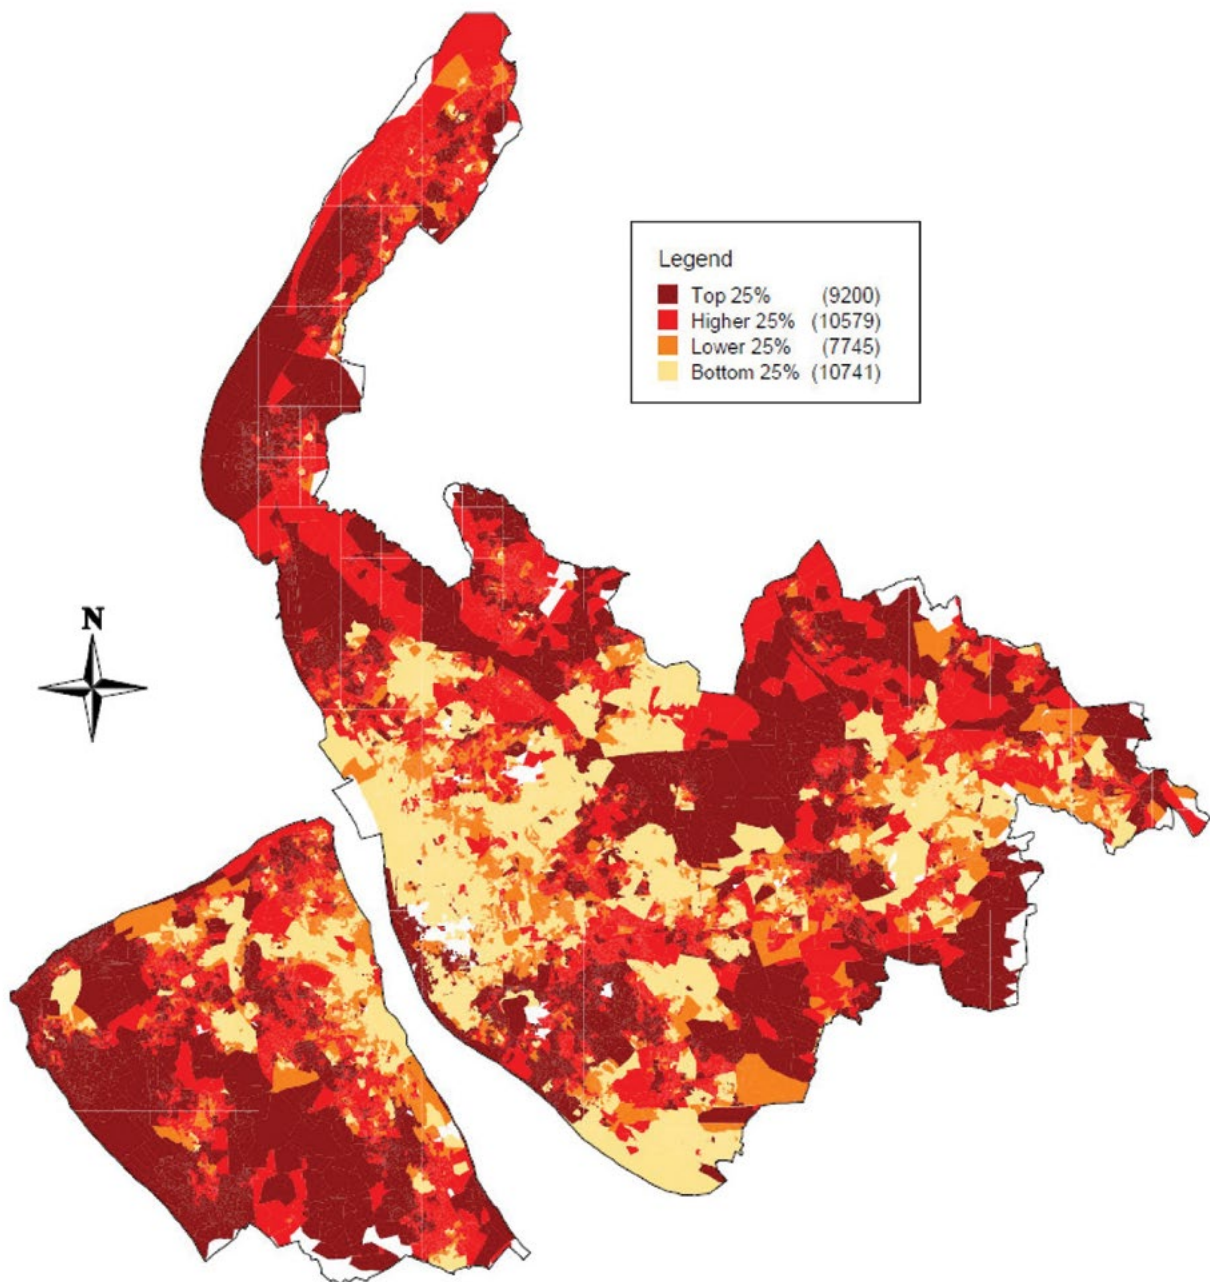 Legend
Top 25% (9200)
Higher 25% (10579)
Lower 25% (7745)
Bottom 25% (10741)
N